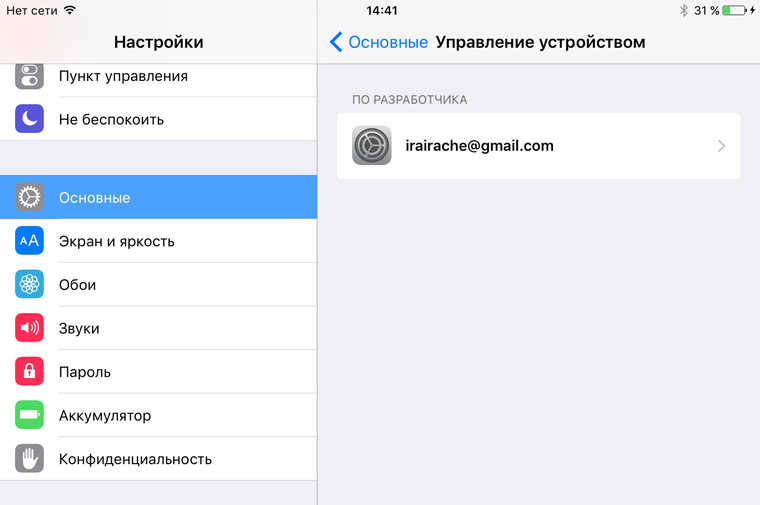 Нет сети
14:41
31 %
Настройки
Основные
Управление устройством
Пункт управления
Не беспокоить
Основные
AA
Экран и яркость
Обои
Звуки
Пароль
Аккумулятор
Конфиденциальность
ПО РАЗРАБОТЧИКА
irairache@gmail.com